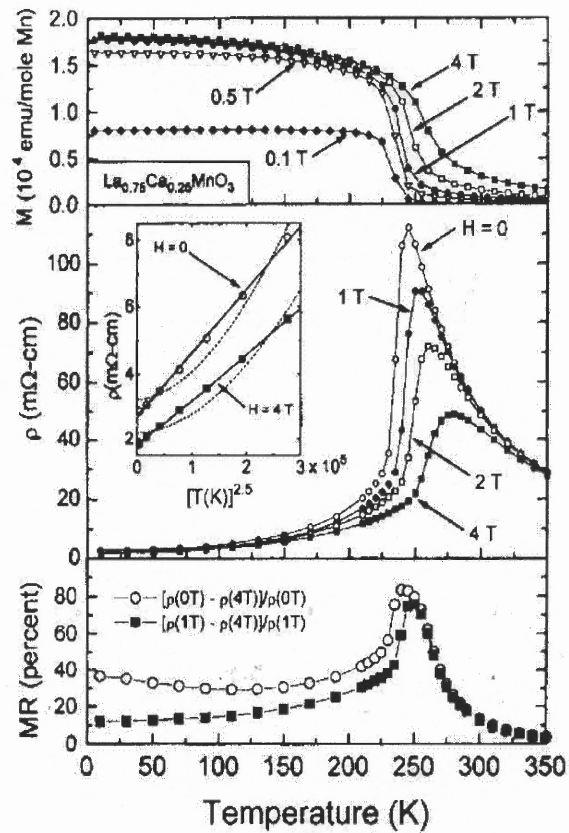 2.0
1.5
1.0
0.5
0.0
M (10⁴ emu/mole Mn)
4 T
2 T
1 T
0.5 T
0.1 T
La0.75Ca0.25MnO3
100
80
60
40
20
0
ρ (mΩ-cm)
H = 0
1 T
2 T
4 T
8
6
4
2
ρ(mΩ-cm)
H = 0
H = 4 T
0 1 2 3 x 10⁵
[T(K)]2.5
80
60
40
20
0
MR (percent)
[ρ(0T) - ρ(4T)]/ρ(0T)
[ρ(1T) - ρ(4T)]/ρ(1T)
0 50 100 150 200 250 300 350
Temperature (K)